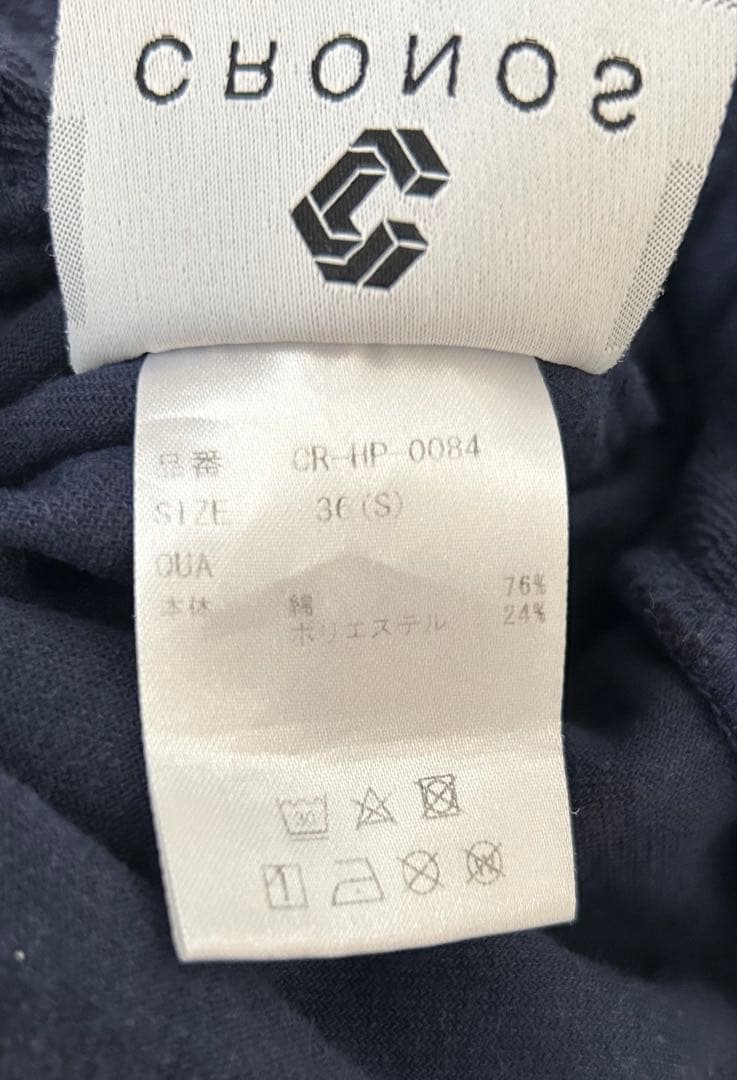 CRONOS
品番 CR-HP-0084
SIZE 36(S)
QUA
本体 綿 76%
ポリエステル 24%
30
W